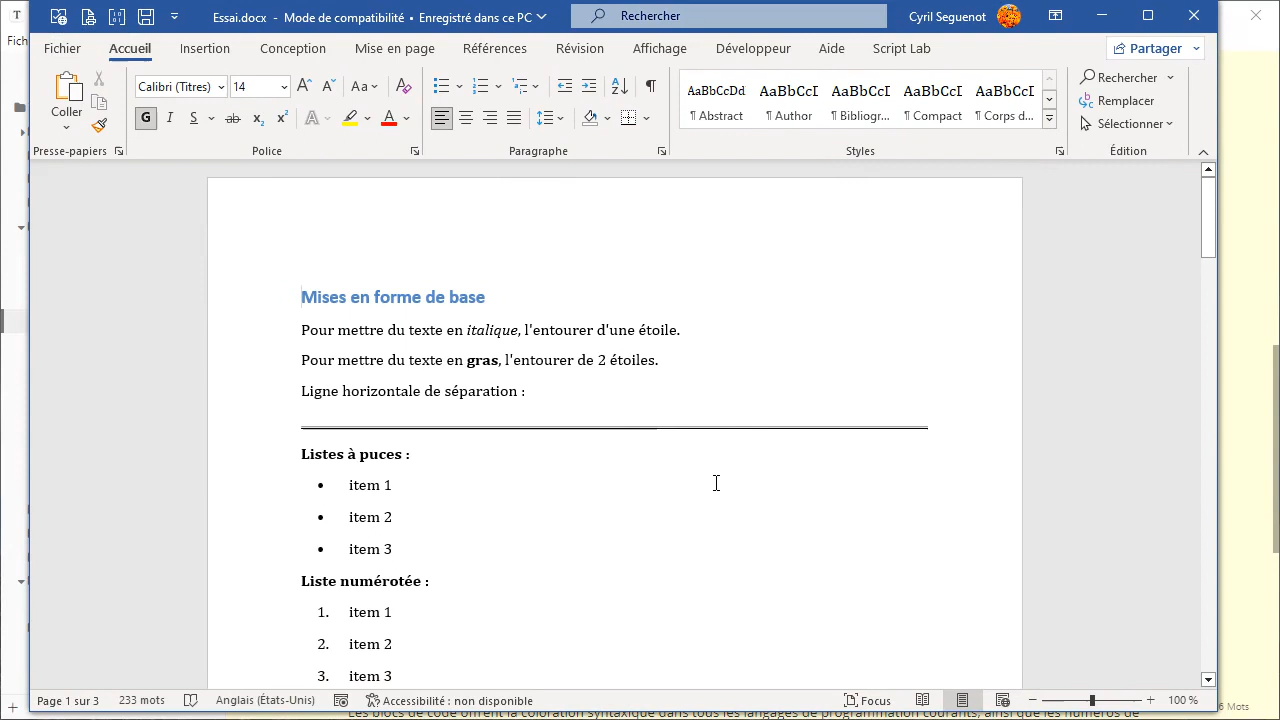 T
Essai.docx - Mode de compatibilité • Enregistré dans ce PC
Rechercher
Cyril Seguenot
Fich
Fichier Accueil Insertion Conception Mise en page Références Révision Affichage Développeur Aide Script Lab
Partager
Coller
Calibri (Titres) 14
G I S ab x₂ x² A A
AaBbCcDd AaBbCcI AaBbCcI AaBbCcI AaBbCcI
¶ Abstract ¶ Author ¶ Bibliogr... ¶ Compact ¶ Corps d...
Rechercher
Remplacer
Sélectionner
Presse-papiers Police Paragraphe Styles Édition
Mises en forme de base
Pour mettre du texte en italique, l'entourer d'une étoile.
Pour mettre du texte en gras, l'entourer de 2 étoiles.
Ligne horizontale de séparation :
Listes à puces :
• item 1
• item 2
• item 3
Liste numérotée :
1. item 1
2. item 2
3. item 3
Page 1 sur 3 233 mots Anglais (États-Unis) Accessibilité : non disponible Focus 100 %
6 Mots
Les blocs de code offrent la coloration syntaxique dans tous les langages de programmation courants, ainsi que les numéros de